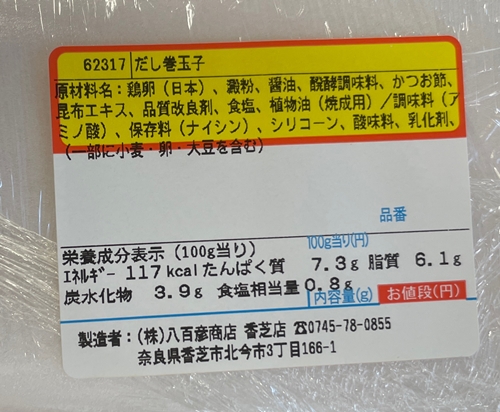 62317 だし巻玉子
原材料名：鶏卵（日本）、澱粉、醤油、醗酵調味料、かつお節、
昆布エキス、品質改良剤、食塩、植物油（焼成用）／調味料（ア
ミノ酸）、保存料（ナイシン）、シリコーン、酸味料、乳化剤、
（一部に小麦・卵・大豆を含む）
品番
栄養成分表示（100g当り） 100g当り(円)
ｴﾈﾙｷﾞｰ 117kcal たんぱく質 7.3g 脂質 6.1g
炭水化物 3.9g 食塩相当量 0.8g
内容量(g) お値段(円)
製造者：（株）八百彦商店 香芝店 ☎0745-78-0855
奈良県香芝市北今市3丁目166-1